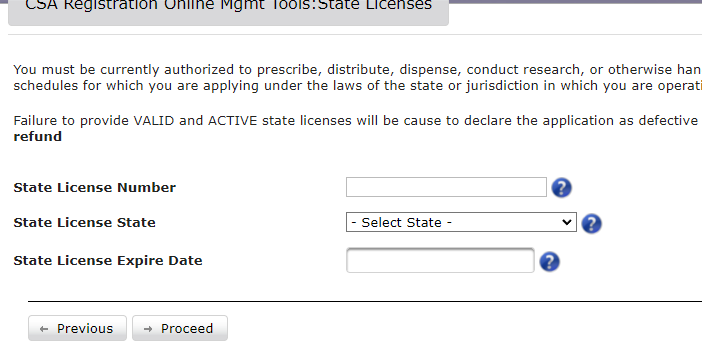 CSA Registration Online Mgmt Tools:State Licenses
You must be currently authorized to prescribe, distribute, dispense, conduct research, or otherwise han
schedules for which you are applying under the laws of the state or jurisdiction in which you are operati
Failure to provide VALID and ACTIVE state licenses will be cause to declare the application as defective
refund
State License Number ?
State License State - Select State - ?
State License Expire Date ?
← Previous → Proceed